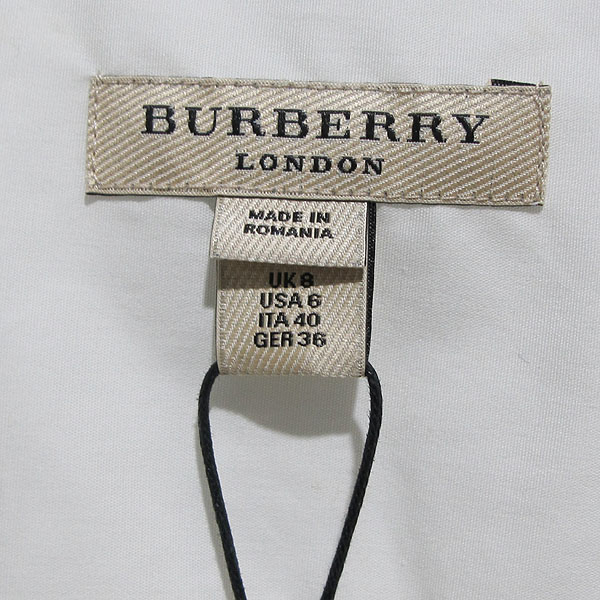 BURBERRY
LONDON
MADE IN
ROMANIA
UK 8
USA 6
ITA 40
GER 36